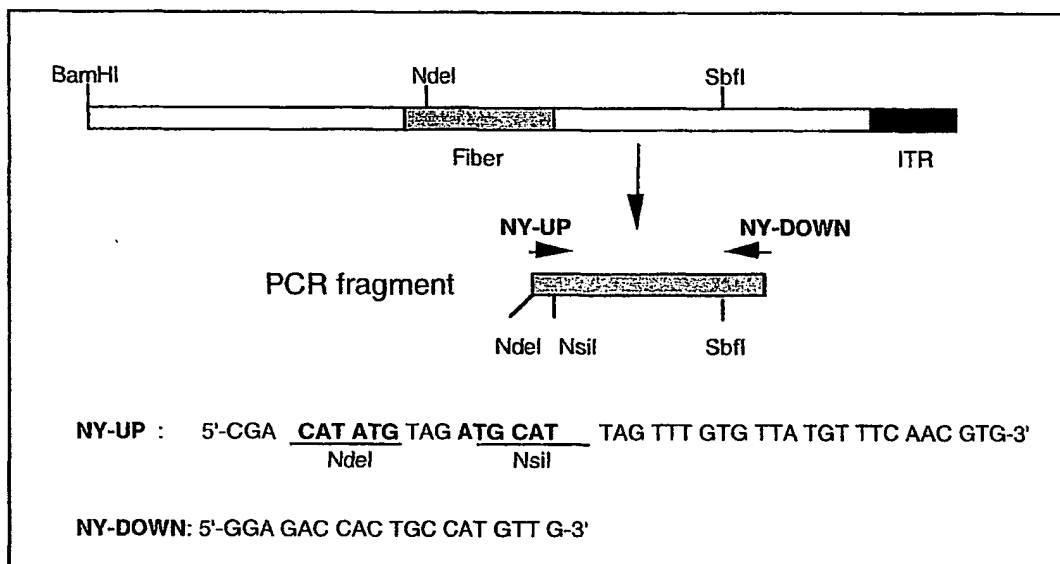 BamHI NdeI SbfI
Fiber ITR
NY-UP NY-DOWN
PCR fragment
NdeI NsiI SbfI
NY-UP : 5'-CGA CAT ATG TAG ATG CAT TAG TTT GTG TTA TGT TTC AAC GTG-3'
NdeI NsiI
NY-DOWN: 5'-GGA GAC CAC TGC CAT GTT G-3'